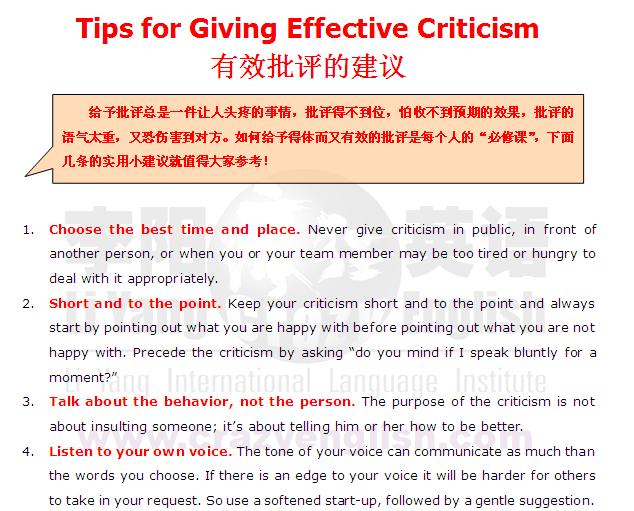 Tips for Giving Effective Criticism
有效批评的建议
给予批评总是一件让人头疼的事情，批评得不到位，怕收不到预期的效果，批评的
语气太重，又恐伤害到对方。如何给予得体而又有效的批评是每个人的“必修课”，下面
几条的实用小建议就值得大家参考！
1. Choose the best time and place. Never give criticism in public, in front of
another person, or when you or your team member may be too tired or hungry to
deal with it appropriately.
2. Short and to the point. Keep your criticism short and to the point and always
start by pointing out what you are happy with before pointing out what you are not
happy with. Precede the criticism by asking “do you mind if I speak bluntly for a
moment?”
3. Talk about the behavior, not the person. The purpose of the criticism is not
about insulting someone; it’s about telling him or her how to be better.
4. Listen to your own voice. The tone of your voice can communicate as much than
the words you choose. If there is an edge to your voice it will be harder for others
to take in your request. So use a softened start-up, followed by a gentle suggestion.
李阳 英语
Li Yang English
Li Yang International Language Institute
www.crazyenglish.com